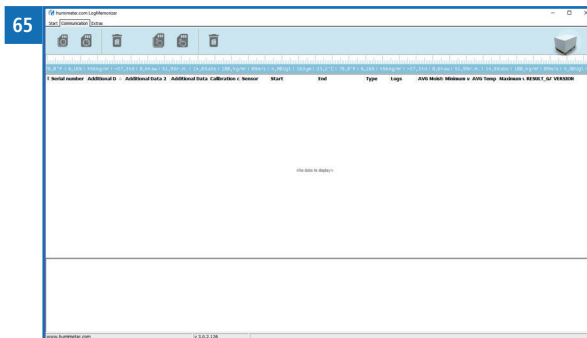 65
humimeter.com LogMemorizer
Start Communication Extras
Serial number Additional D Additional Data 2 Additional Data Calibration c Sensor Start End Type Logs AVG Moist Minimum v AVG Temp Maximum v RESULT_G/ VERSION
<No data to display>
www.humimeter.com v 3.0.2.126